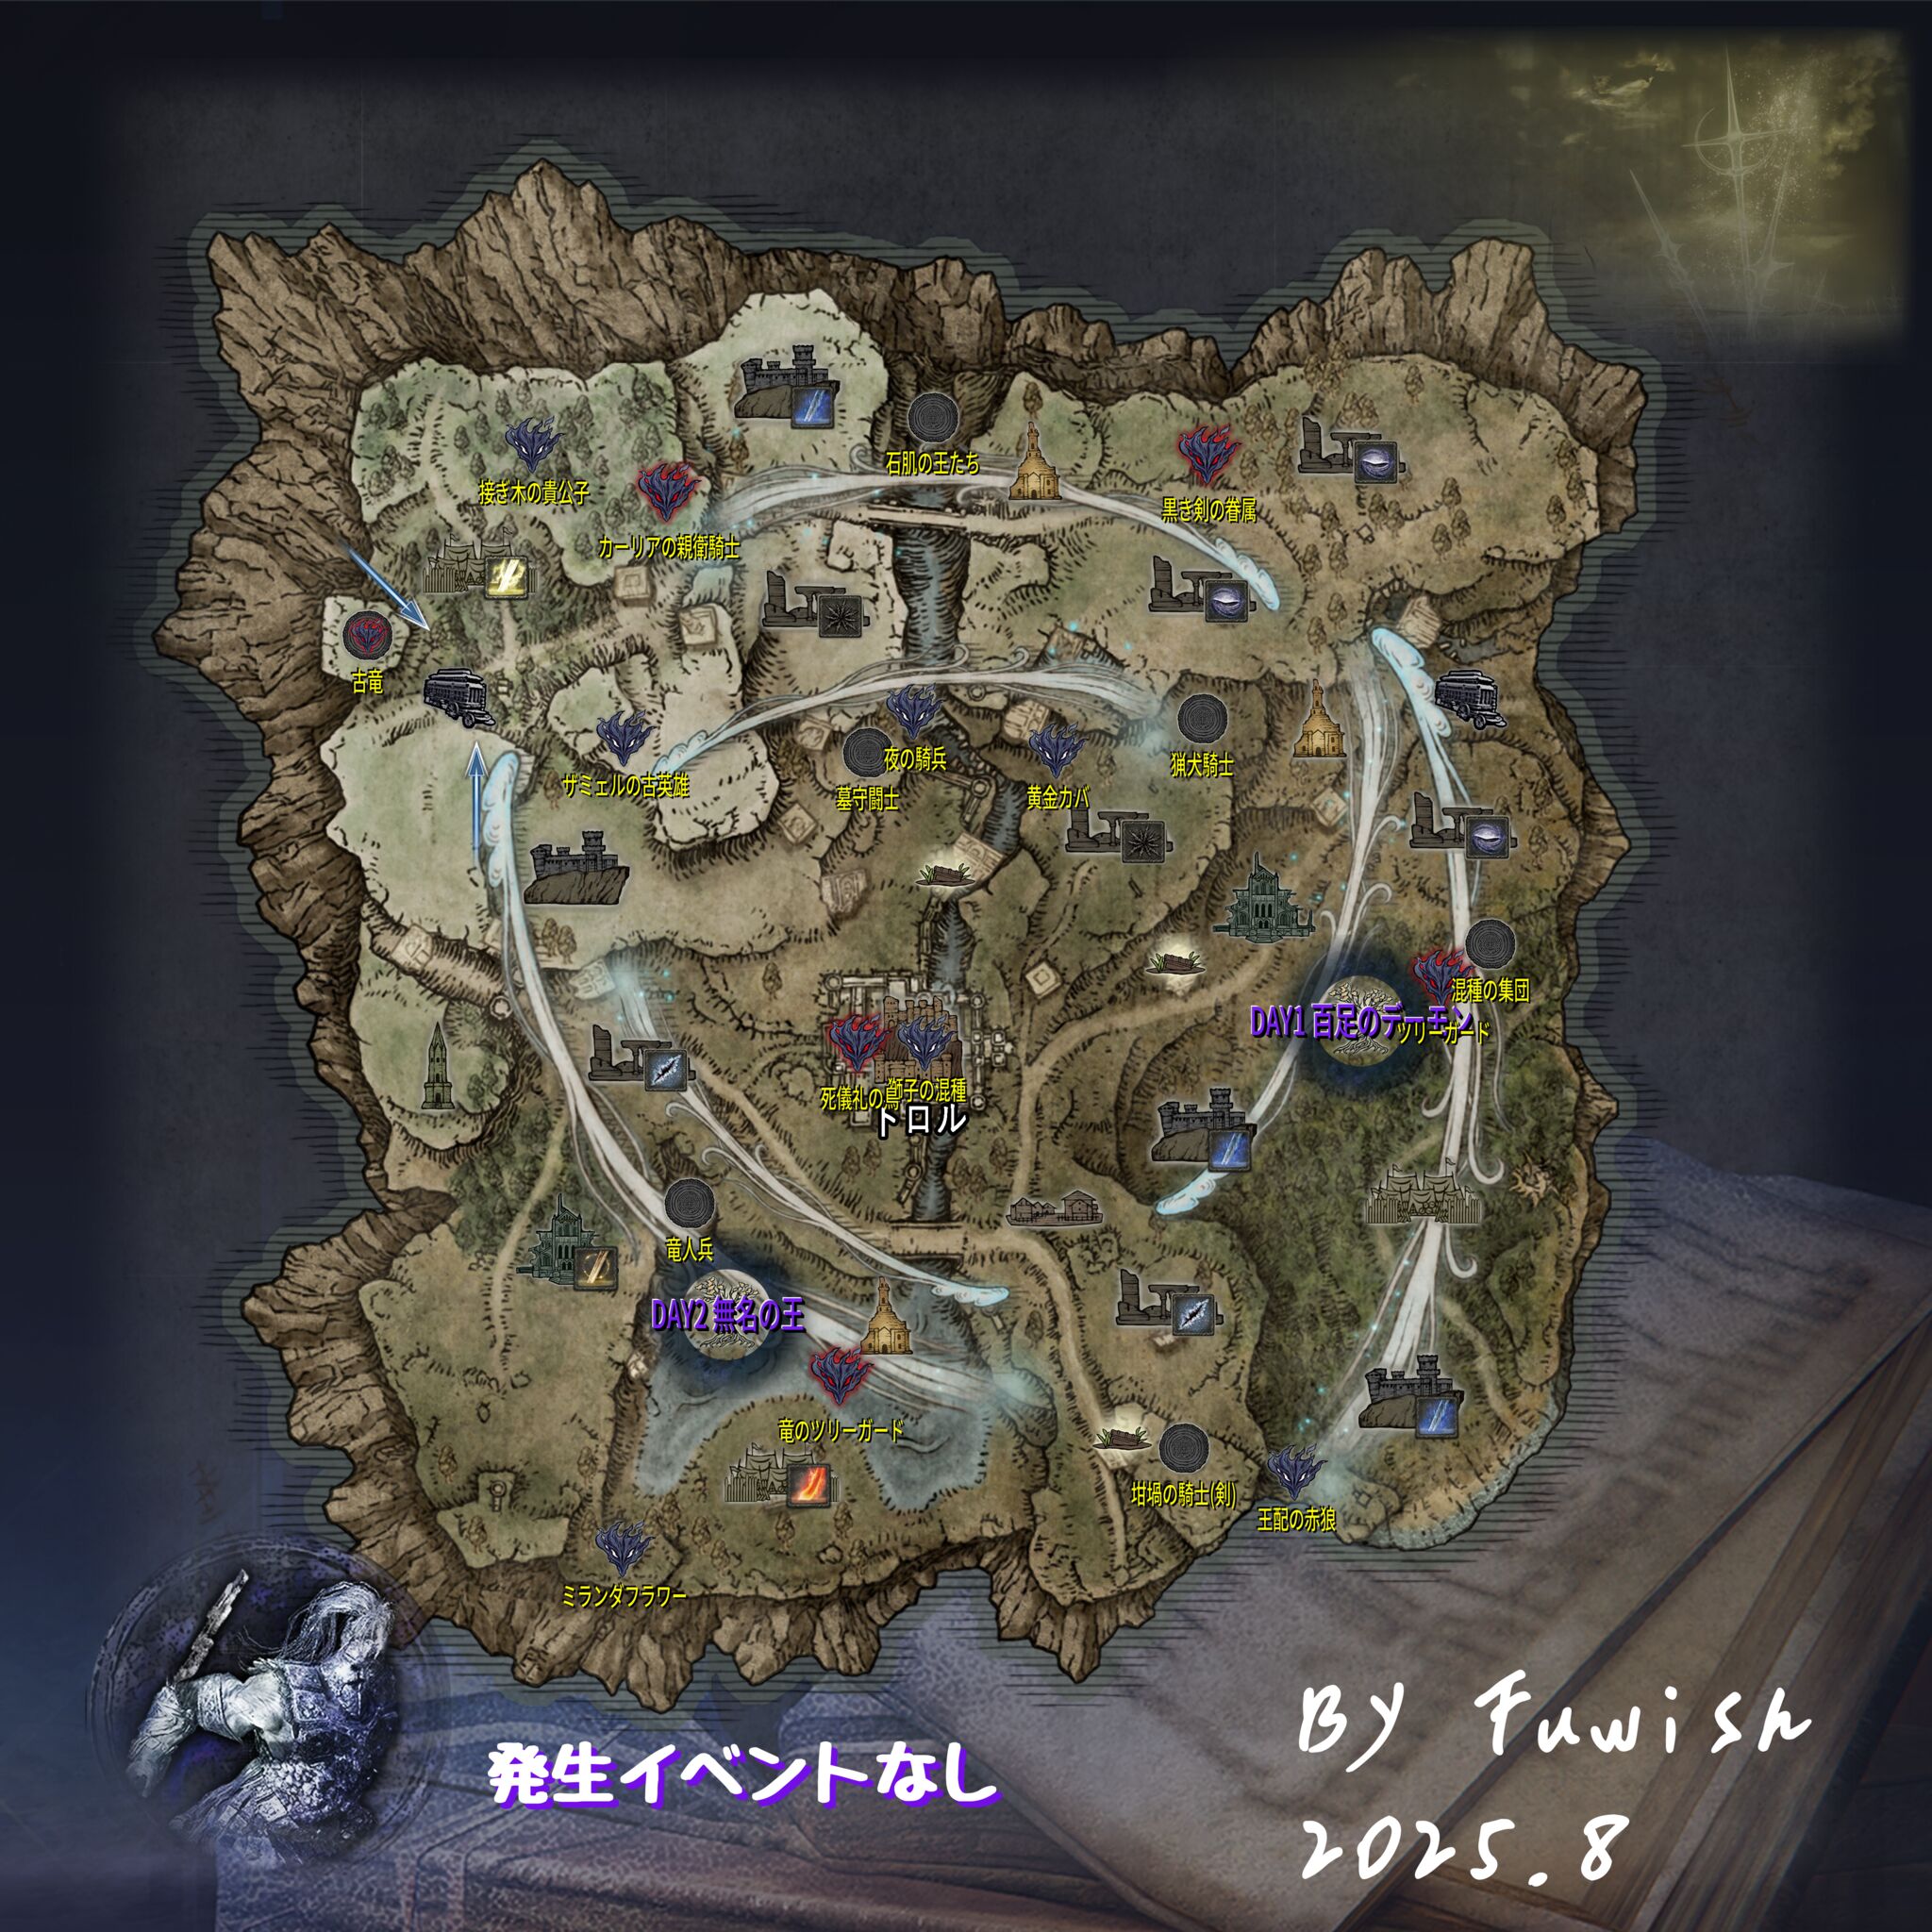 石肌の王たち
接ぎ木の貴公子
黒き剣の眷属
カーリアの親衛騎士
古竜
夜の騎兵
猟犬騎士
ザミェルの古英雄
墓守闘士
黄金カバ
混種の集団
DAY1 百足のデーモン
ツリーガード
死儀礼の鳥
獅子の混種
トロル
竜人兵
DAY2 無名の王
竜のツリーガード
坩堝の騎士(剣)
王配の赤狼
ミランダフラワー
発生イベントなし
BY Fuwish
2025.8